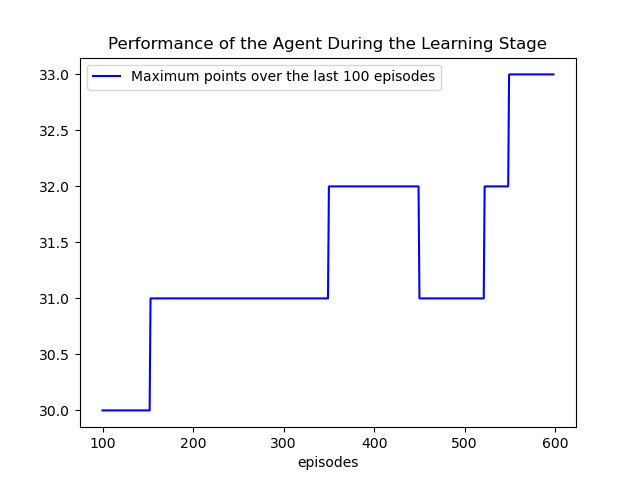 Performance of the Agent During the Learning Stage
Maximum points over the last 100 episodes
33.0
32.5
32.0
31.5
31.0
30.5
30.0
100 200 300 400 500 600
episodes